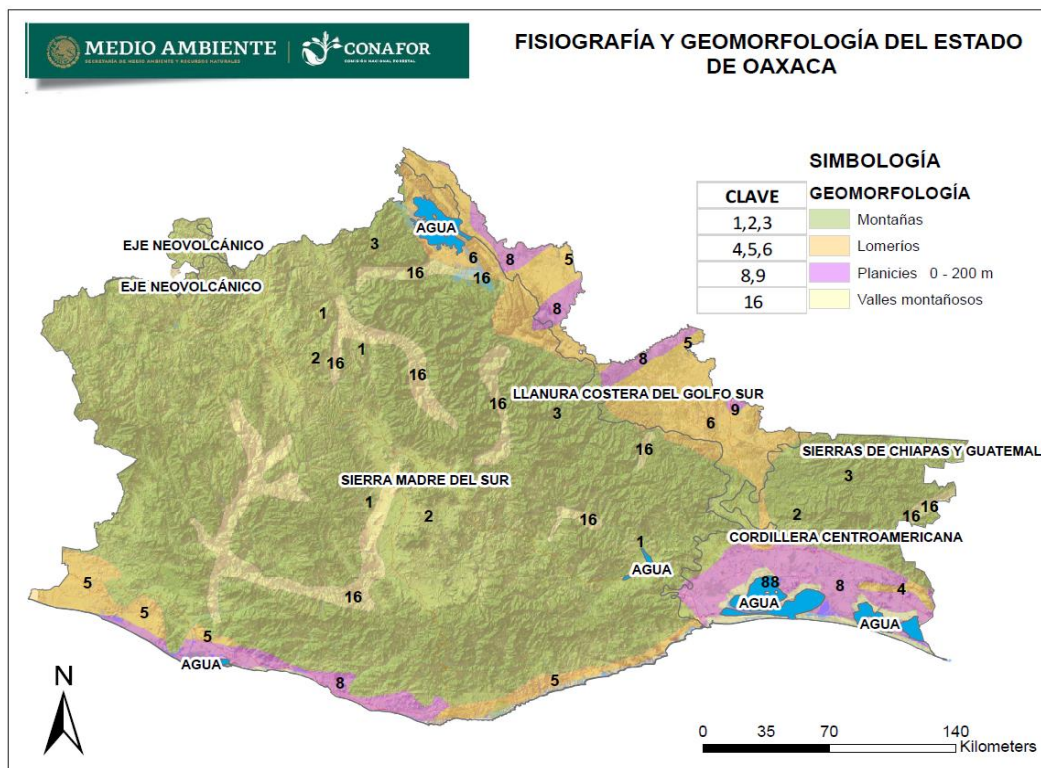 MEDIO AMBIENTE
SECRETARÍA DE MEDIO AMBIENTE Y RECURSOS NATURALES
CONAFOR
COMISIÓN NACIONAL FORESTAL
FISIOGRAFÍA Y GEOMORFOLOGÍA DEL ESTADO
DE OAXACA
SIMBOLOGÍA
CLAVE GEOMORFOLOGÍA
1,2,3 Montañas
4,5,6 Lomeríos
8,9 Planicies 0 - 200 m
16 Valles montañosos
AGUA
EJE NEOVOLCÁNICO
3
6
8
5
EJE NEOVOLCÁNICO
16
16
8
1
2
16
1
16
8
5
LLANURA COSTERA DEL GOLFO SUR
16
3
9
6
16
SIERRAS DE CHIAPAS Y GUATEMAL
3
SIERRA MADRE DEL SUR
1
2
16
2
16
16
CORDILLERA CENTROAMERICANA
1
AGUA
5
88
8
4
16
AGUA
5
AGUA
5
AGUA
8
5
N
0 35 70 140
Kilometers